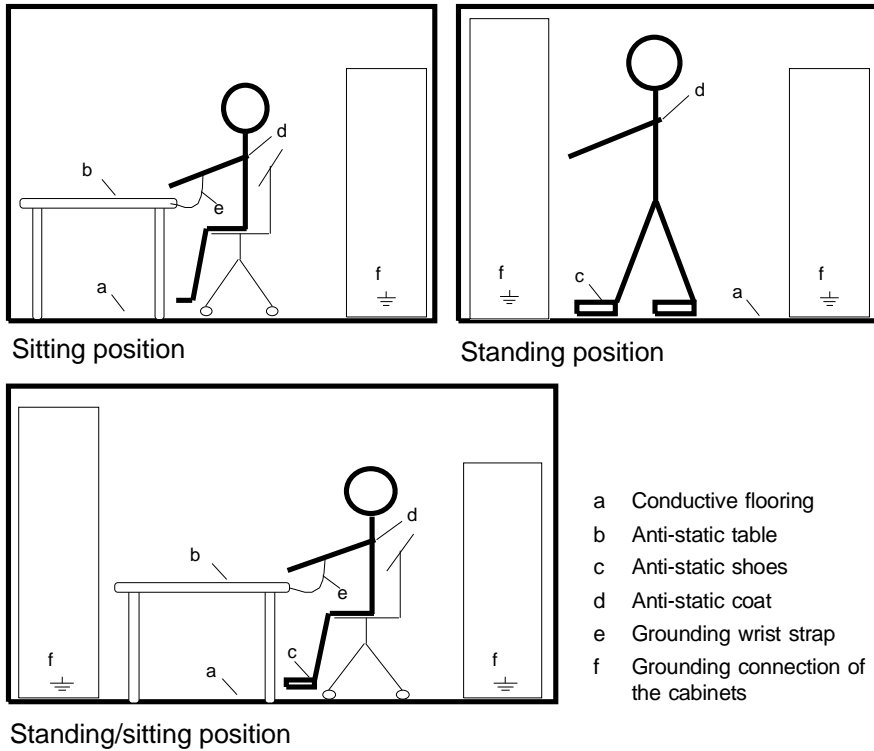 d
b
e
a
f
Sitting position
d
f
c
a
f
Standing position
d
b
e
f
c
a
f
Standing/sitting position
a Conductive flooring
b Anti-static table
c Anti-static shoes
d Anti-static coat
e Grounding wrist strap
f Grounding connection of
the cabinets